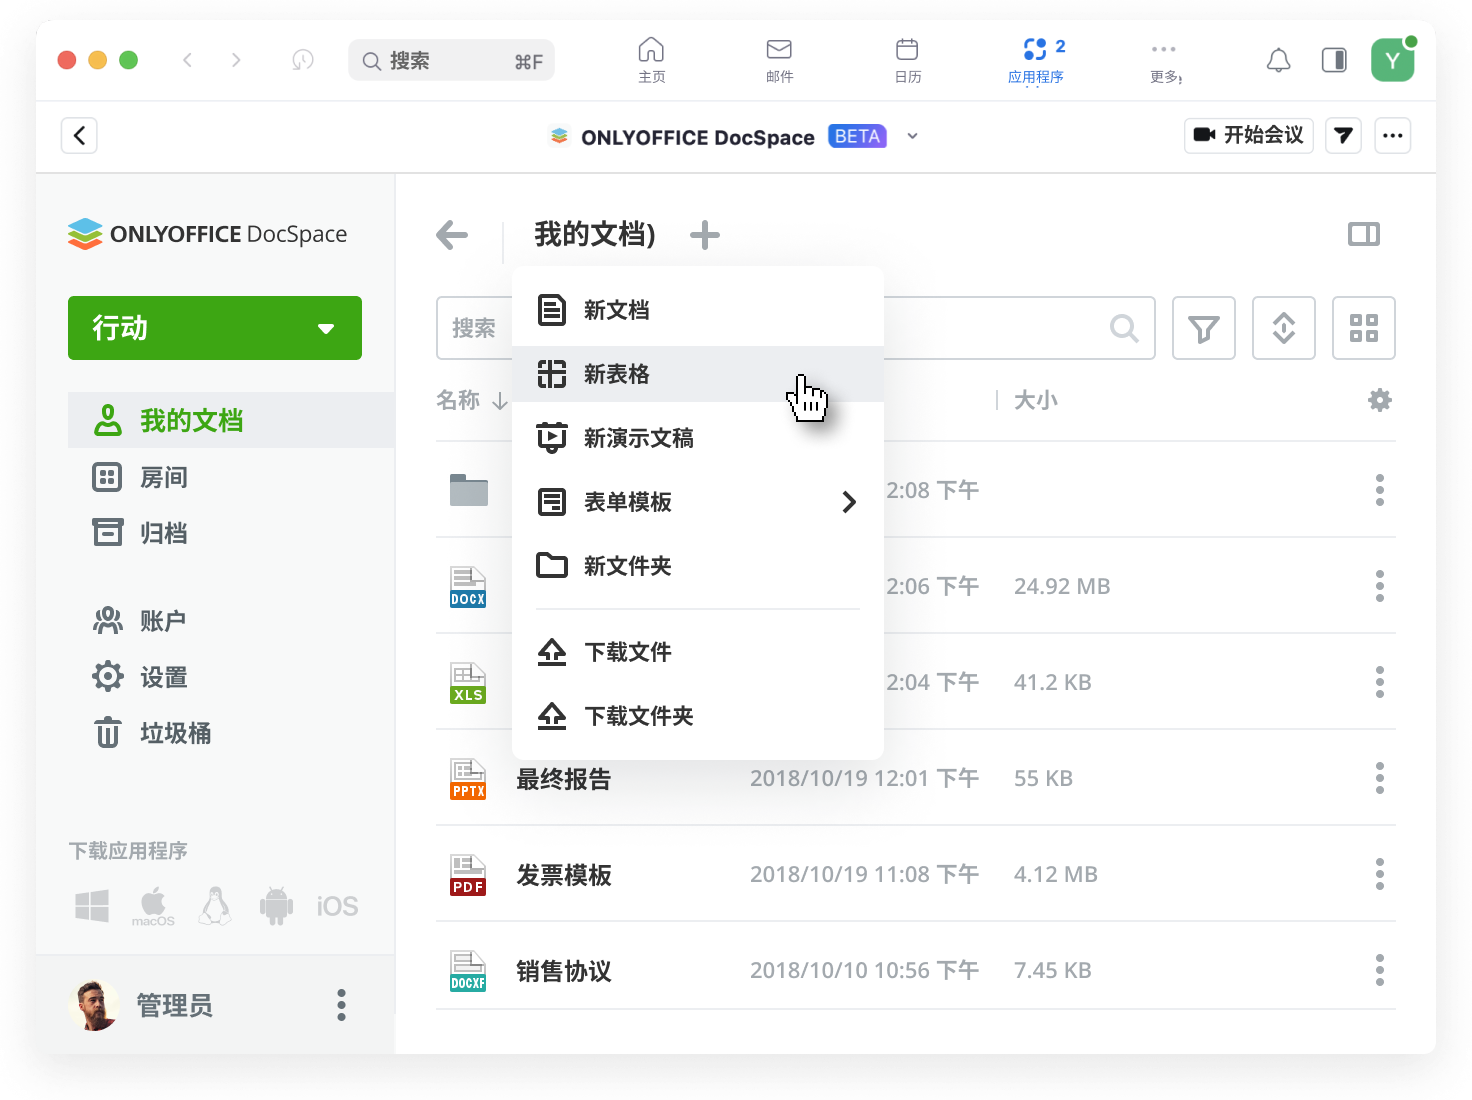 搜索 ⌘F
主页
邮件
日历
2
应用程序
更多
Y
ONLYOFFICE DocSpace BETA
开始会议
ONLYOFFICE DocSpace
行动
我的文档
房间
归档
账户
设置
垃圾桶
下载应用程序
macOS
iOS
管理员
我的文档)
搜索
名称
大小
新文档
新表格
新演示文稿
表单模板
新文件夹
下载文件
下载文件夹
2:08 下午
DOCX 2:06 下午 24.92 MB
XLS 2:04 下午 41.2 KB
PPTX 最终报告 2018/10/19 12:01 下午 55 KB
PDF 发票模板 2018/10/19 11:08 下午 4.12 MB
DOCXF 销售协议 2018/10/10 10:56 下午 7.45 KB